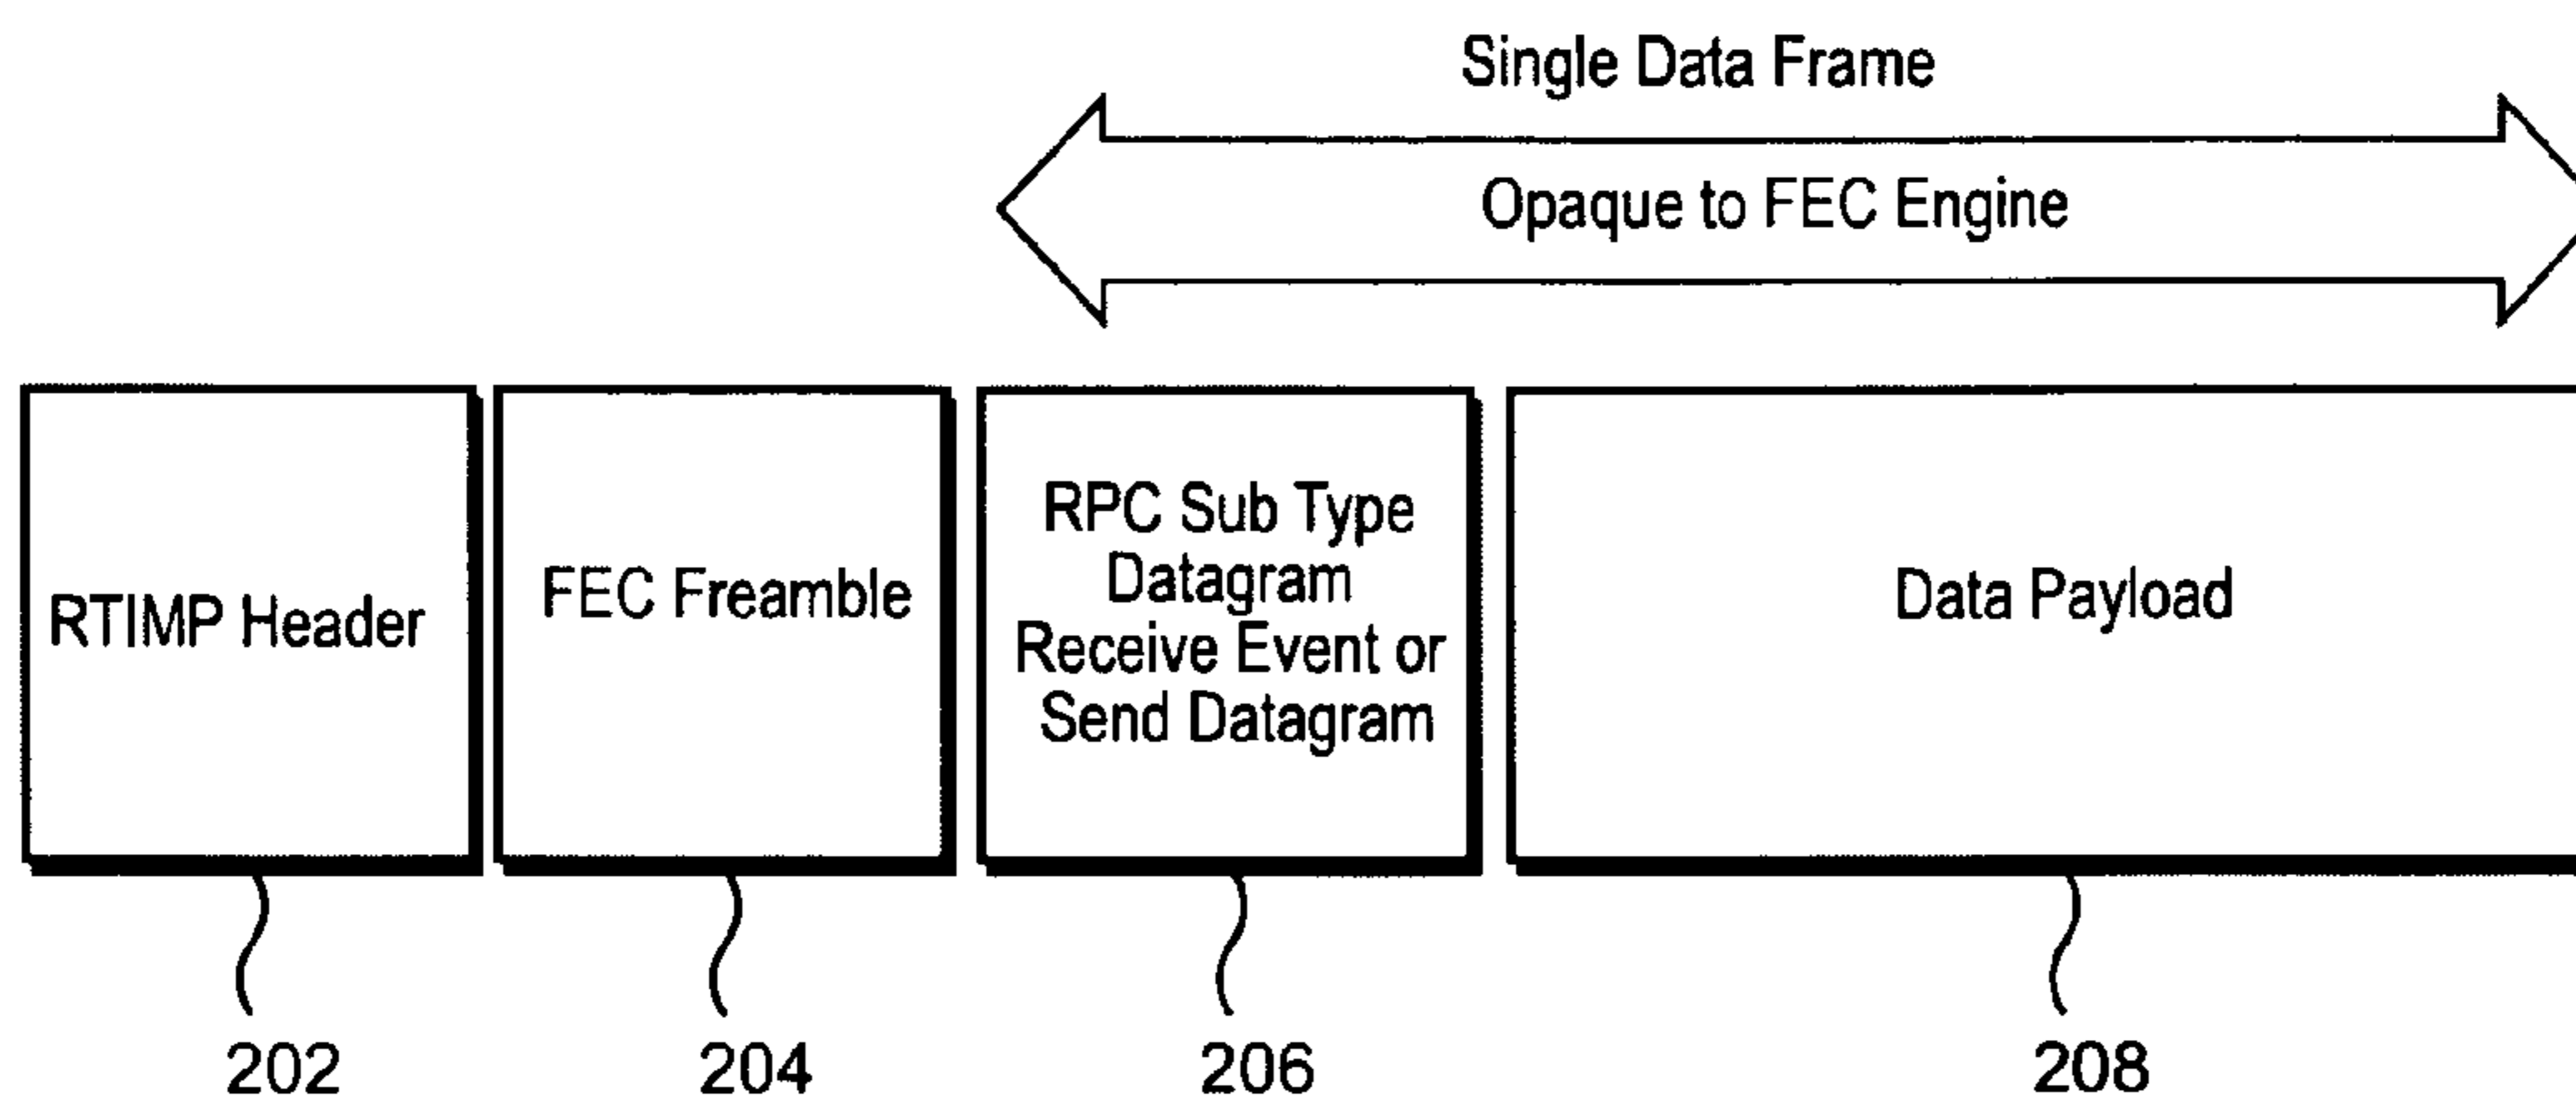 Single Data Frame
Opaque to FEC Engine
RTIMP Header
FEC Freamble
RPC Sub Type
Datagram
Receive Event or
Send Datagram
Data Payload
202
204
206
208